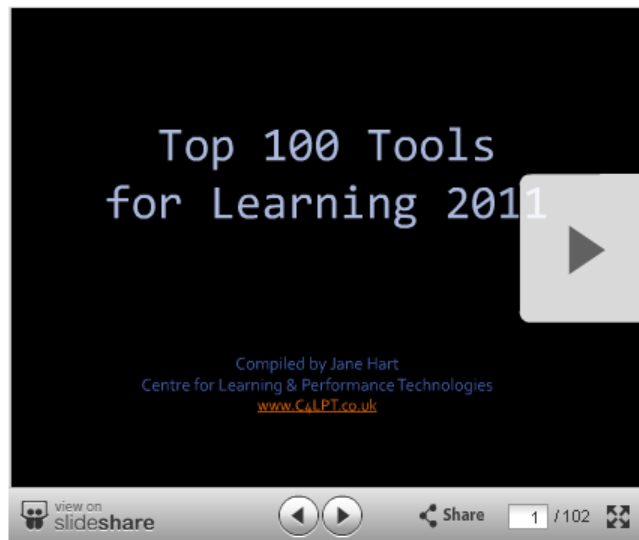 Top 100 Tools
for Learning 2011
Compiled by Jane Hart
Centre for Learning & Performance Technologies
www.C4LPT.co.uk
view on
slideshare
Share
1 / 102